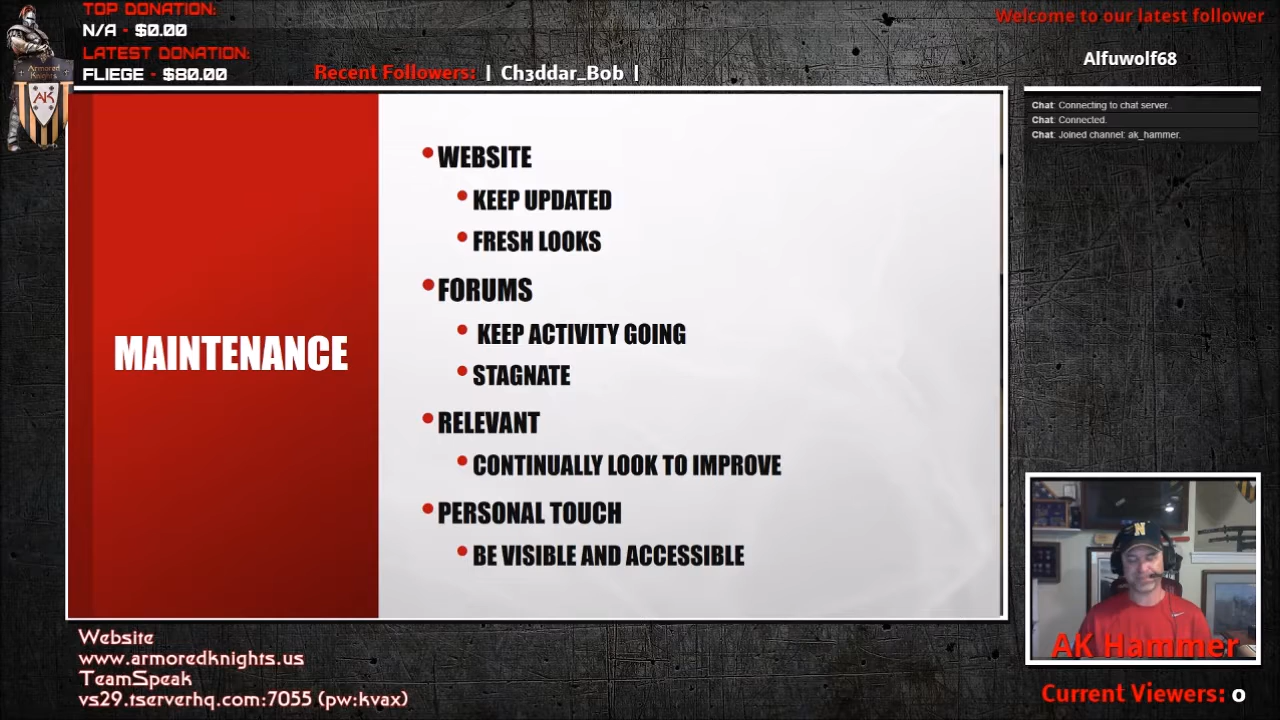 TOP DONATION:
N/A - $0.00
LATEST DONATION:
FLIEGE - $80.00
Recent Followers: | Ch3ddar_Bob |
Welcome to our latest follower
Alfuwolf68
Armored
Knights
AK
Chat: Connecting to chat server.
Chat: Connected.
Chat: Joined channel: ak_hammer.
MAINTENANCE
•WEBSITE
•KEEP UPDATED
•FRESH LOOKS
•FORUMS
• KEEP ACTIVITY GOING
•STAGNATE
•RELEVANT
•CONTINUALLY LOOK TO IMPROVE
•PERSONAL TOUCH
•BE VISIBLE AND ACCESSIBLE
N
AK Hammer
Current Viewers: 0
Website
www.armoredknights.us
TeamSpeak
vs29.tserverhq.com:7055 (pw:kvax)